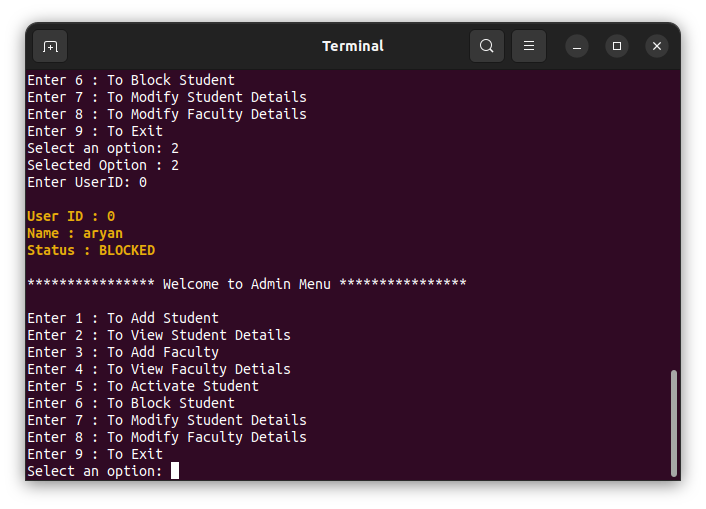 Terminal
Enter 6 : To Block Student
Enter 7 : To Modify Student Details
Enter 8 : To Modify Faculty Details
Enter 9 : To Exit
Select an option: 2
Selected Option : 2
Enter UserID: 0
User ID : 0
Name : aryan
Status : BLOCKED
**************** Welcome to Admin Menu ****************
Enter 1 : To Add Student
Enter 2 : To View Student Details
Enter 3 : To Add Faculty
Enter 4 : To View Faculty Detials
Enter 5 : To Activate Student
Enter 6 : To Block Student
Enter 7 : To Modify Student Details
Enter 8 : To Modify Faculty Details
Enter 9 : To Exit
Select an option: